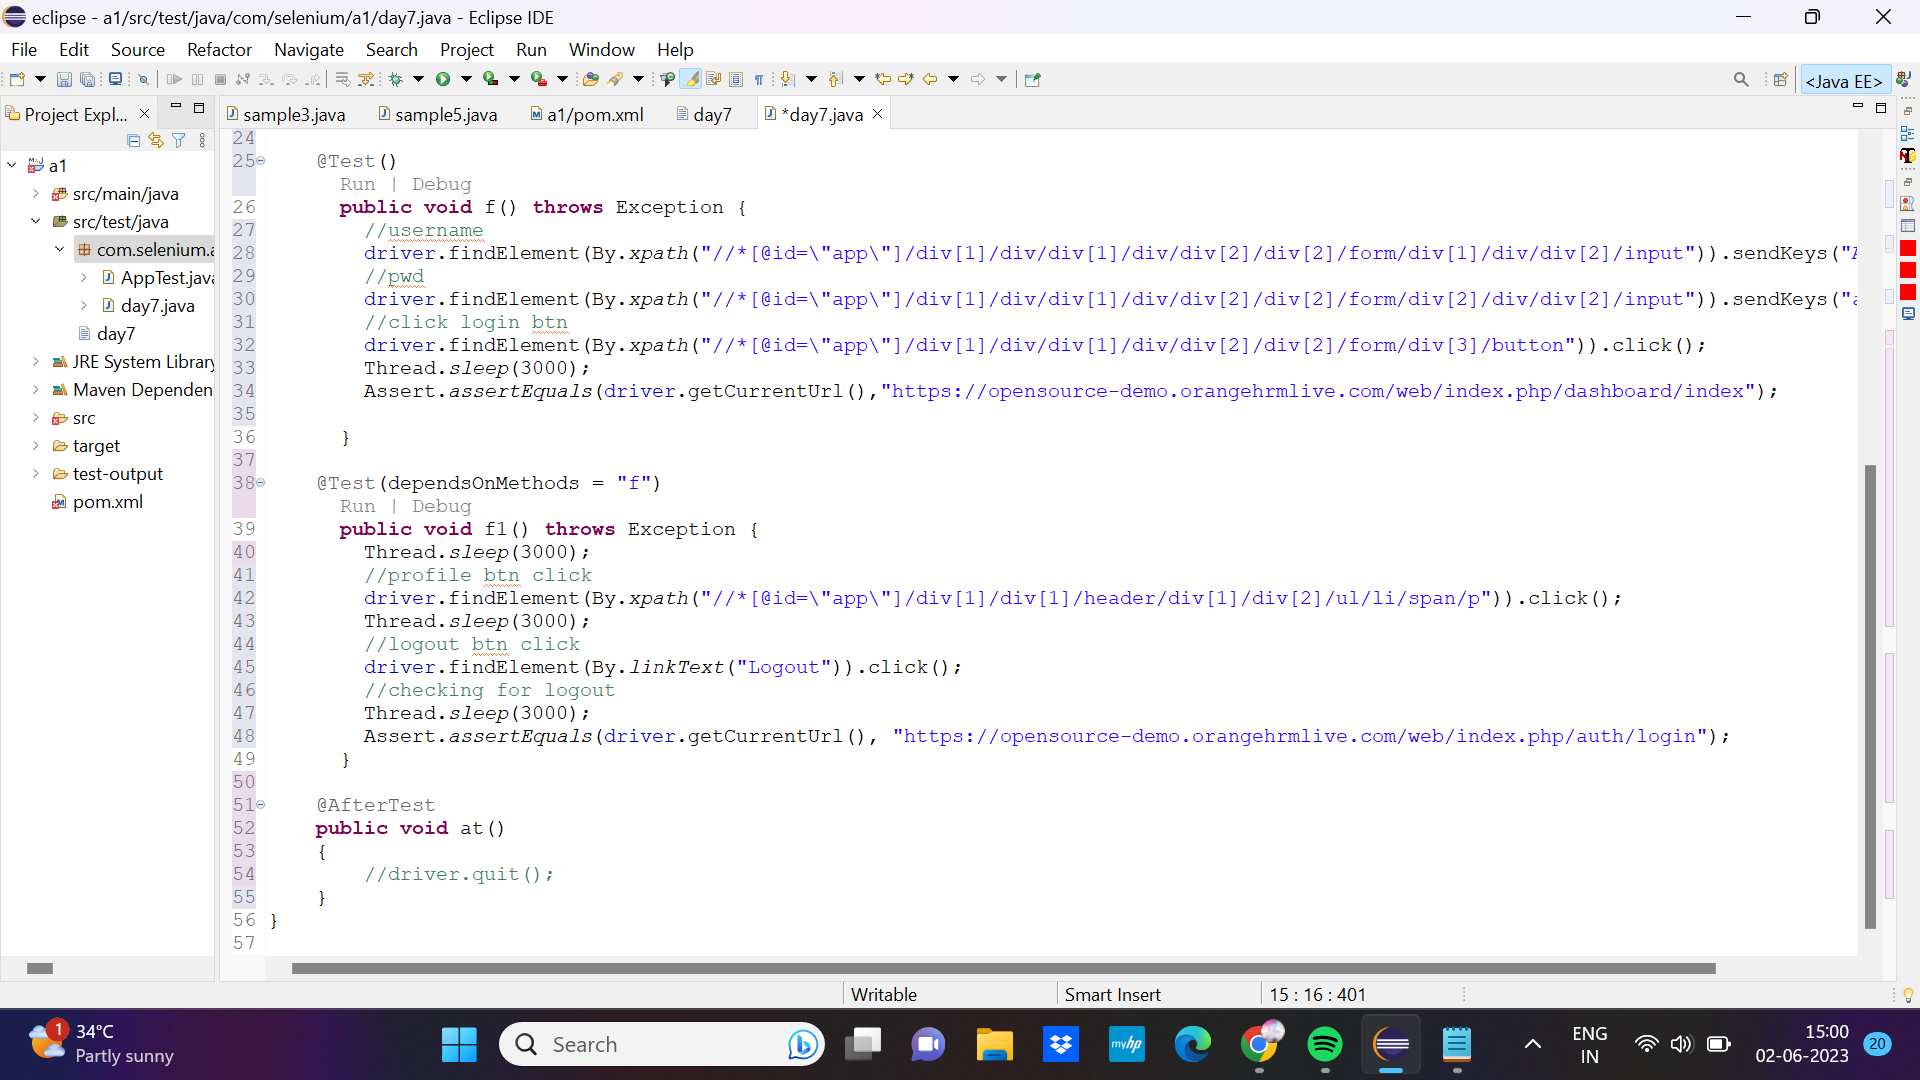 eclipse - a1/src/test/java/com/selenium/a1/day7.java - Eclipse IDE
File Edit Source Refactor Navigate Search Project Run Window Help
<Java EE>
Project Expl...
sample3.java sample5.java a1/pom.xml day7 *day7.java
a1
src/main/java
src/test/java
com.selenium.a
AppTest.java
day7.java
day7
JRE System Library
Maven Dependen
src
target
test-output
pom.xml
24
25 @Test()
Run | Debug
26 public void f() throws Exception {
27 //username
28 driver.findElement(By.xpath("//*[@id=\"app\"]/div[1]/div/div[1]/div/div[2]/div[2]/form/div[1]/div/div[2]/input")).sendKeys("A
29 //pwd
30 driver.findElement(By.xpath("//*[@id=\"app\"]/div[1]/div/div[1]/div/div[2]/div[2]/form/div[2]/div/div[2]/input")).sendKeys("a
31 //click login btn
32 driver.findElement(By.xpath("//*[@id=\"app\"]/div[1]/div/div[1]/div/div[2]/div[2]/form/div[3]/button")).click();
33 Thread.sleep(3000);
34 Assert.assertEquals(driver.getCurrentUrl(),"https://opensource-demo.orangehrmlive.com/web/index.php/dashboard/index");
35
36 }
37
38 @Test(dependsOnMethods = "f")
Run | Debug
39 public void f1() throws Exception {
40 Thread.sleep(3000);
41 //profile btn click
42 driver.findElement(By.xpath("//*[@id=\"app\"]/div[1]/div[1]/header/div[1]/div[2]/ul/li/span/p")).click();
43 Thread.sleep(3000);
44 //logout btn click
45 driver.findElement(By.linkText("Logout")).click();
46 //checking for logout
47 Thread.sleep(3000);
48 Assert.assertEquals(driver.getCurrentUrl(), "https://opensource-demo.orangehrmlive.com/web/index.php/auth/login");
49 }
50
51 @AfterTest
52 public void at()
53 {
54 //driver.quit();
55 }
56 }
57
Writable Smart Insert 15 : 16 : 401
1
34°C
Partly sunny
Search
myhp
ENG
IN
15:00
02-06-2023
20